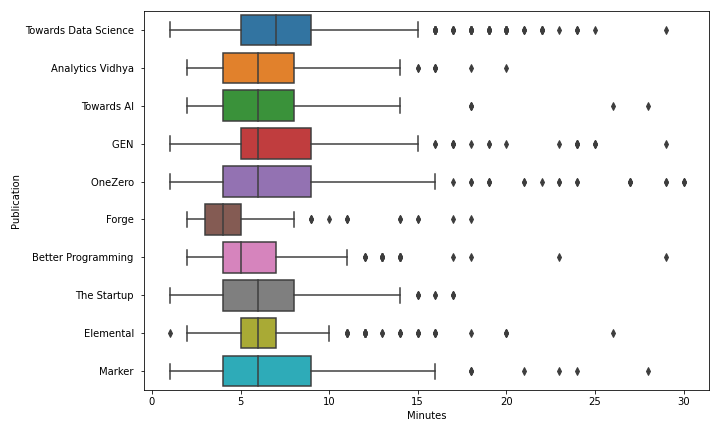 Towards Data Science
Analytics Vidhya
Towards AI
GEN
OneZero
Forge
Better Programming
The Startup
Elemental
Marker
Publication
0 5 10 15 20 25 30
Minutes